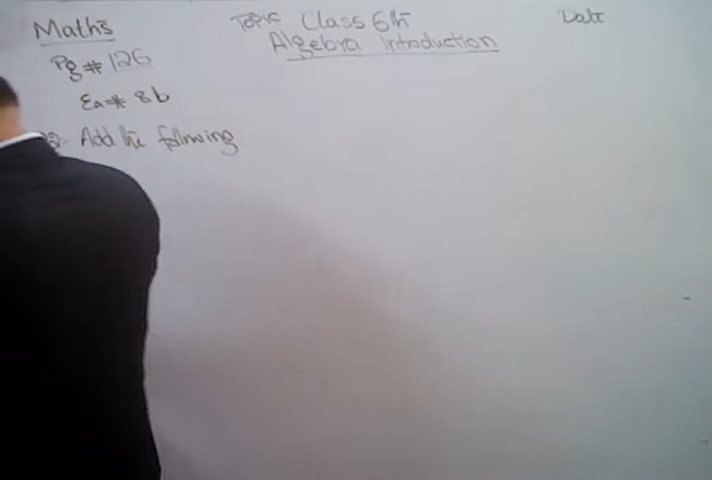 Maths
TOPIC Class 6th
Date
Algebra Introduction
Pg # 126
Ex # 8b
Add the following